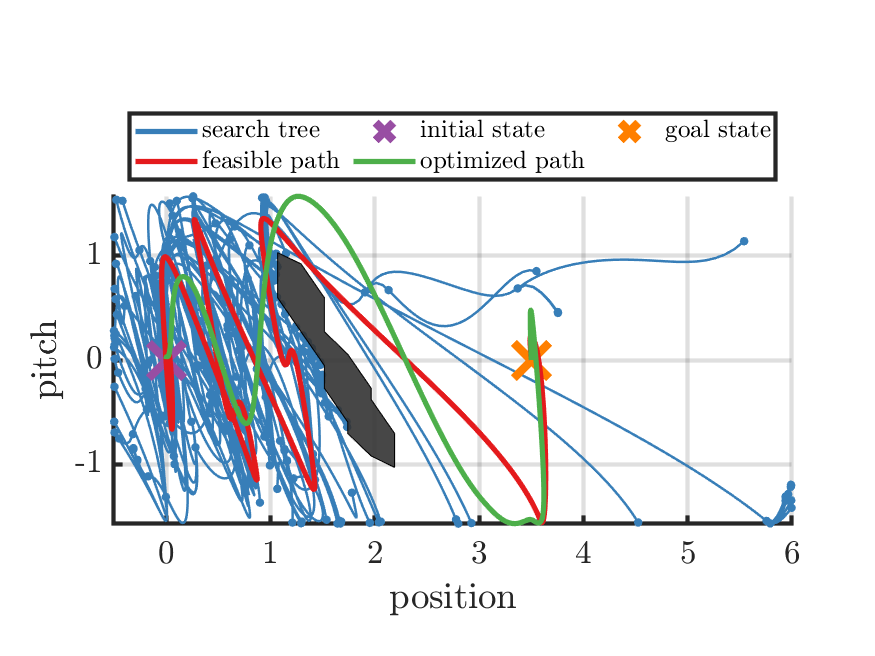 search tree initial state goal state
feasible path optimized path
1
0
-1
pitch
0 1 2 3 4 5 6
position